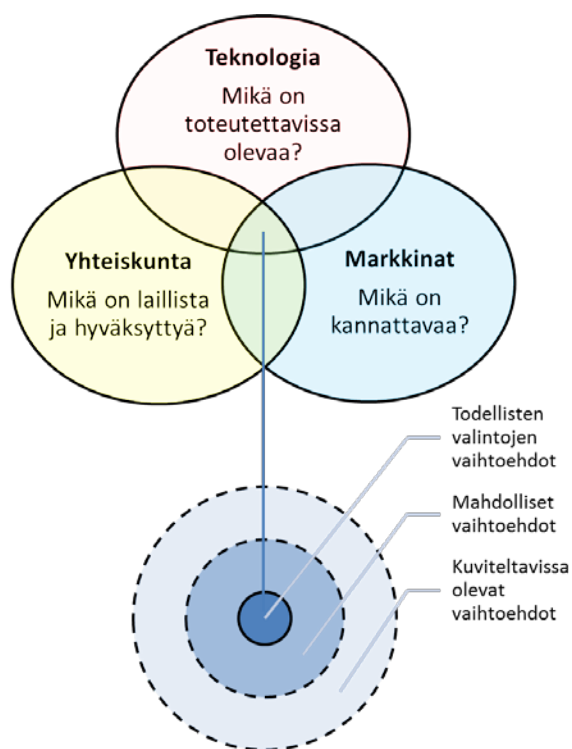 Teknologia
Mikä on
toteutettavissa
olevaa?
Yhteiskunta
Mikä on laillista
ja hyväksyttyä?
Markkinat
Mikä on
kannattavaa?
Todellisten
valintojen
vaihtoehdot
Mahdolliset
vaihtoehdot
Kuviteltavissa
olevat
vaihtoehdot